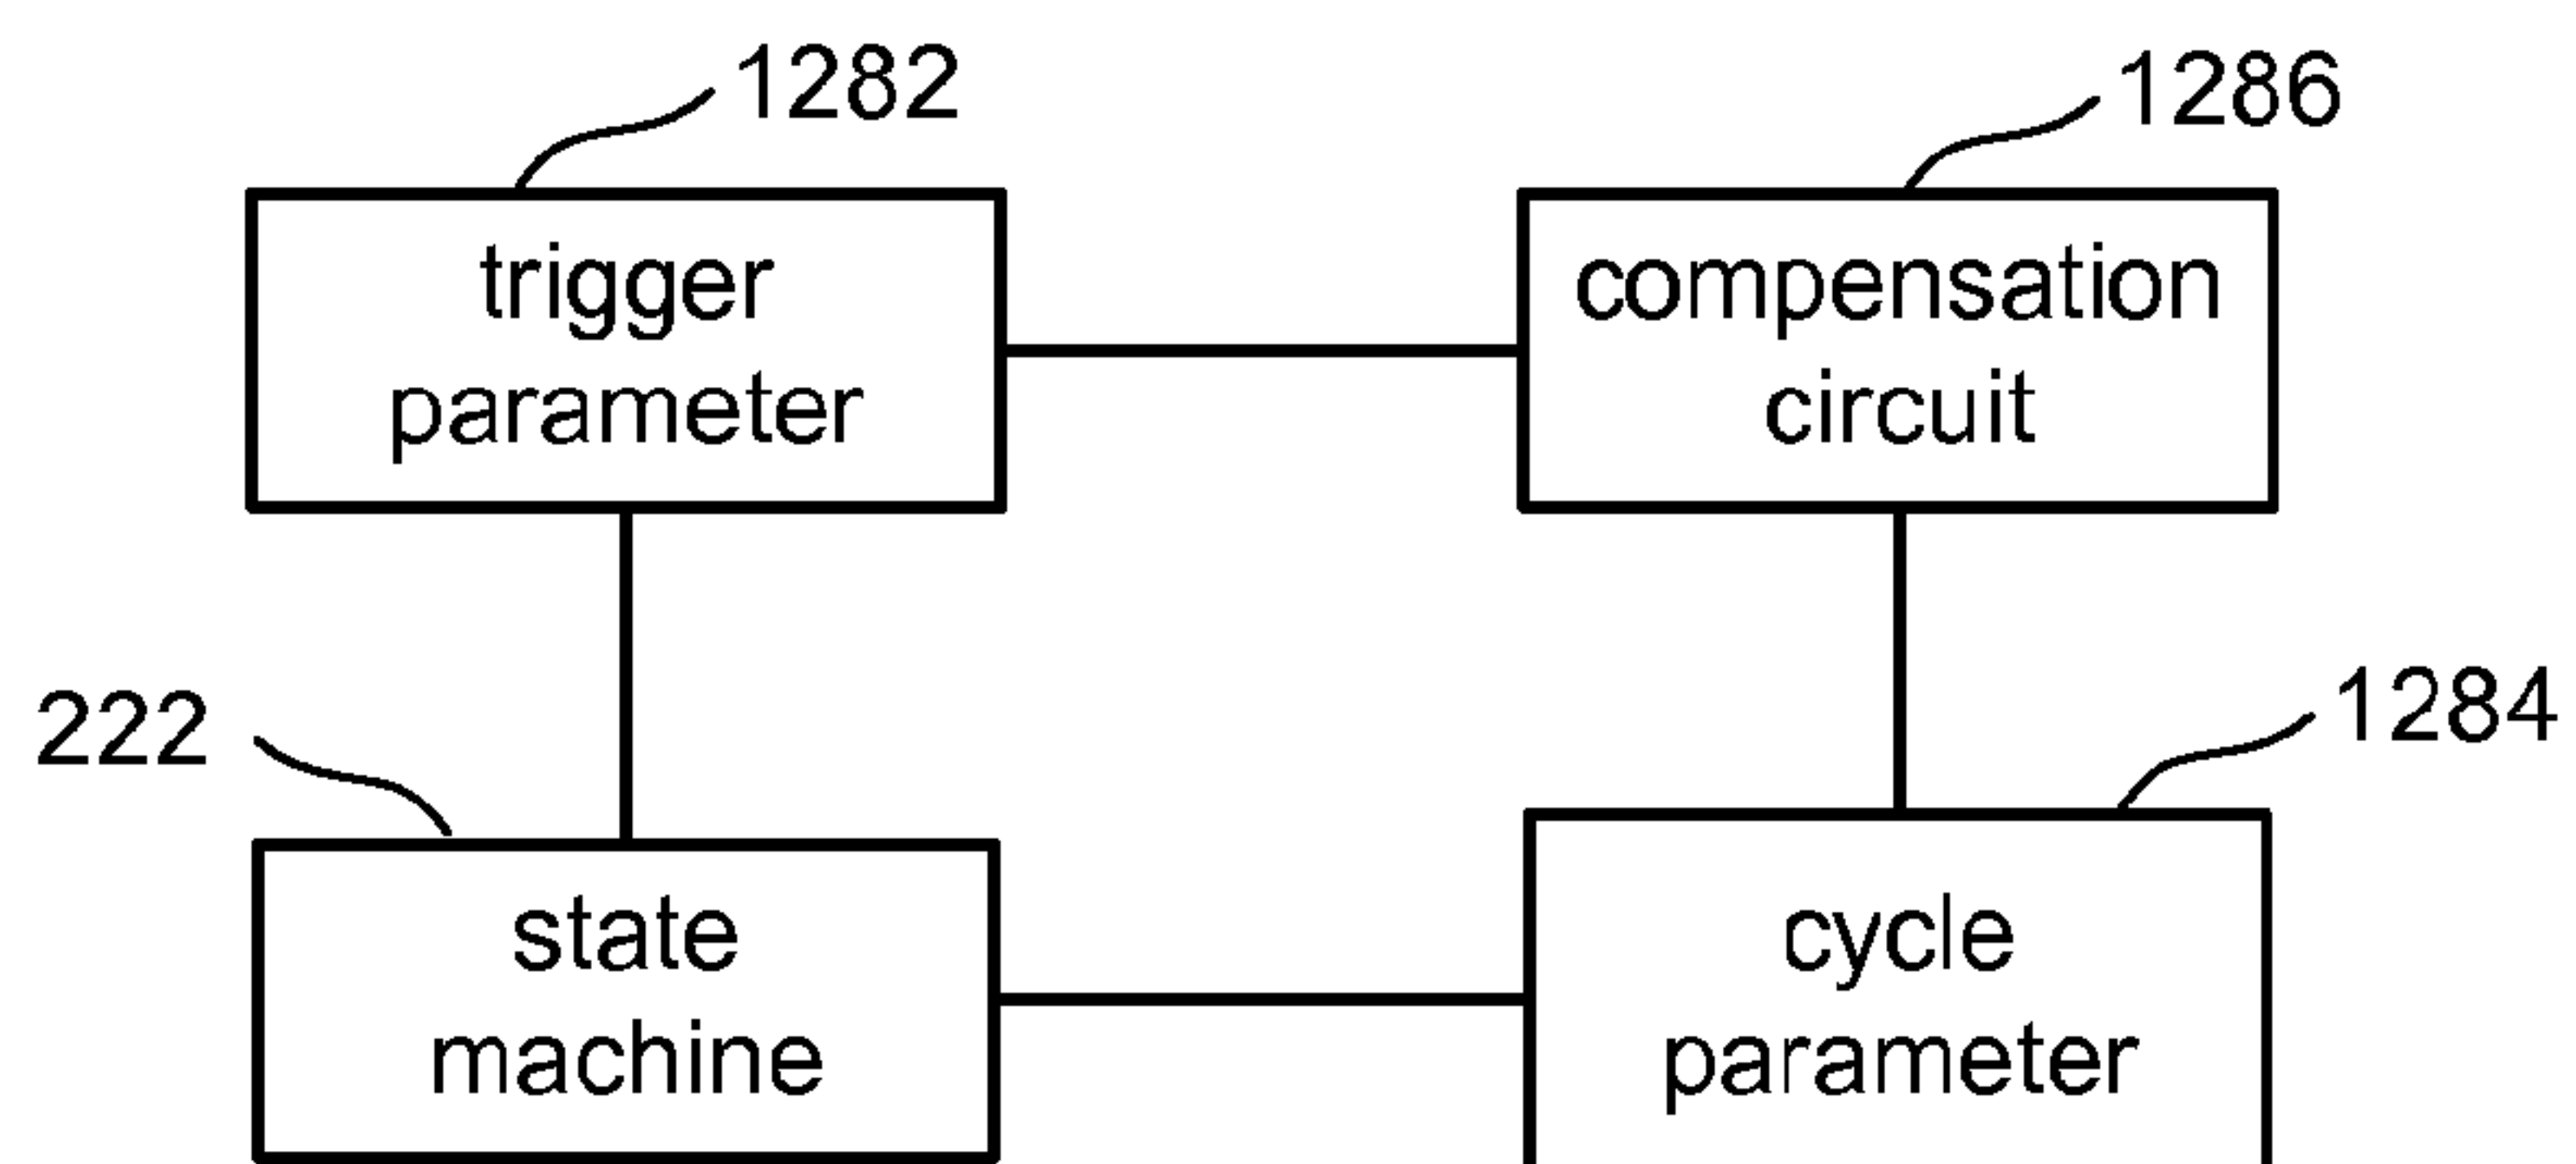 1282
1286
trigger
parameter
compensation
circuit
222
1284
state
machine
cycle
parameter